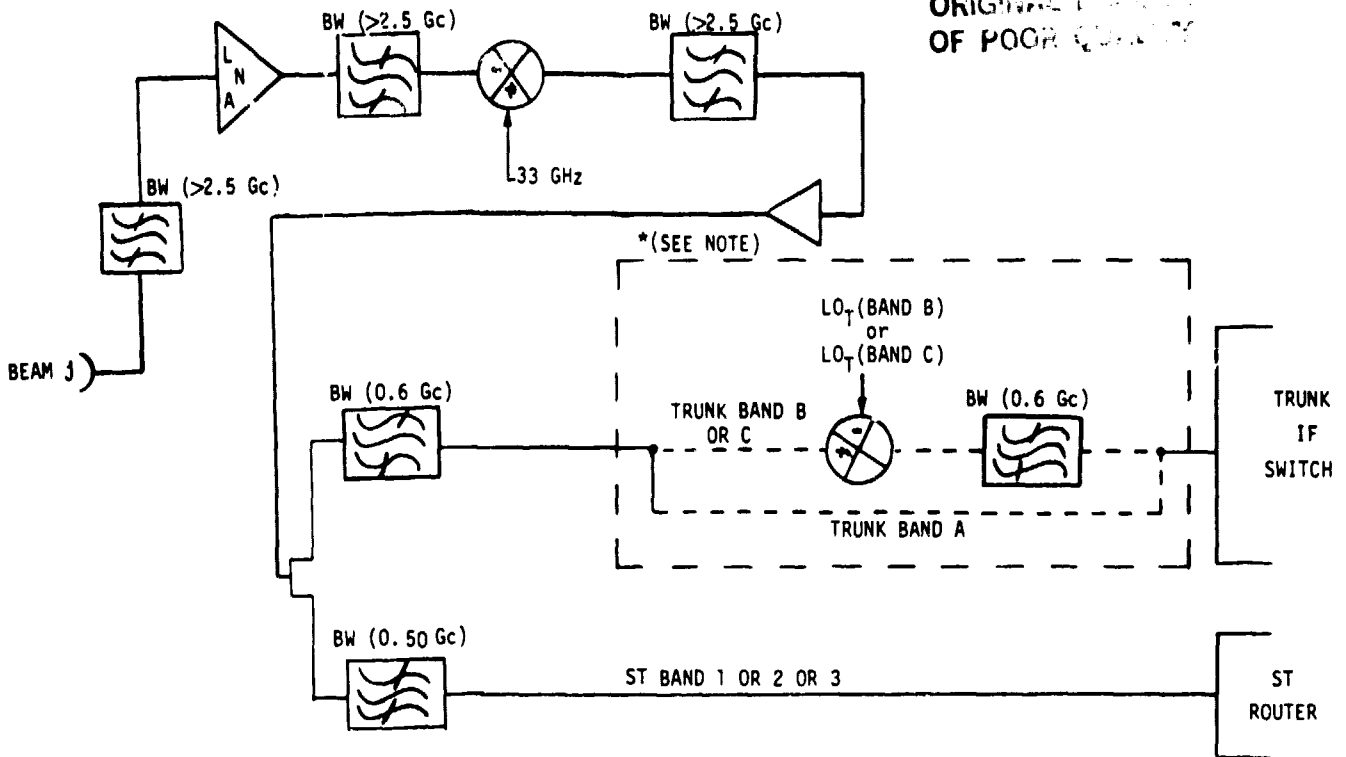 ORIGINAL
OF POOR QUALITY
BW (>2.5 Gc)
BW (>2.5 Gc)
L
N
A
33 GHz
BW (>2.5 Gc)
*(SEE NOTE)
LO_T(BAND B)
or
LO_T(BAND C)
BEAM j
BW (0.6 Gc)
TRUNK BAND B
OR C
BW (0.6 Gc)
TRUNK
IF
SWITCH
TRUNK BAND A
BW (0.50 Gc)
ST BAND 1 OR 2 OR 3
ST
ROUTER